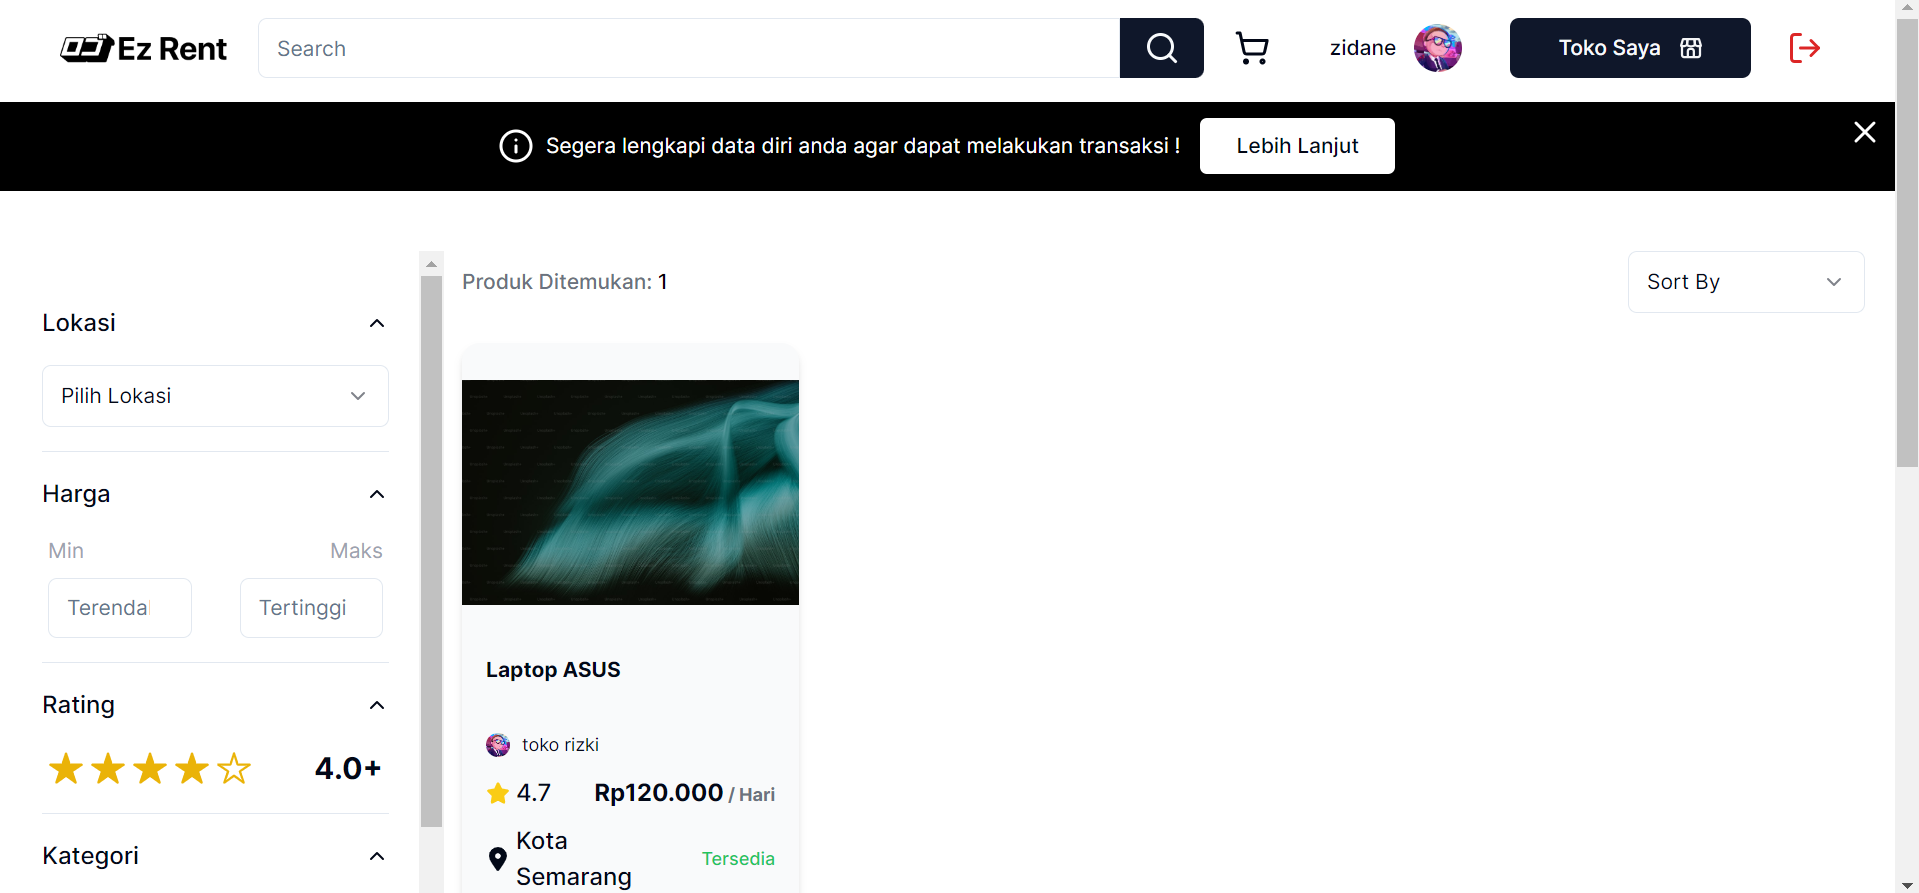 Ez Rent
Search
zidane
Toko Saya
Segera lengkapi data diri anda agar dapat melakukan transaksi !
Lebih Lanjut
Lokasi
Pilih Lokasi
Harga
Min
Maks
Terenda
Tertinggi
Rating
4.0+
Kategori
Produk Ditemukan: 1
Sort By
Laptop ASUS
toko rizki
4.7
Rp120.000 / Hari
Kota
Semarang
Tersedia